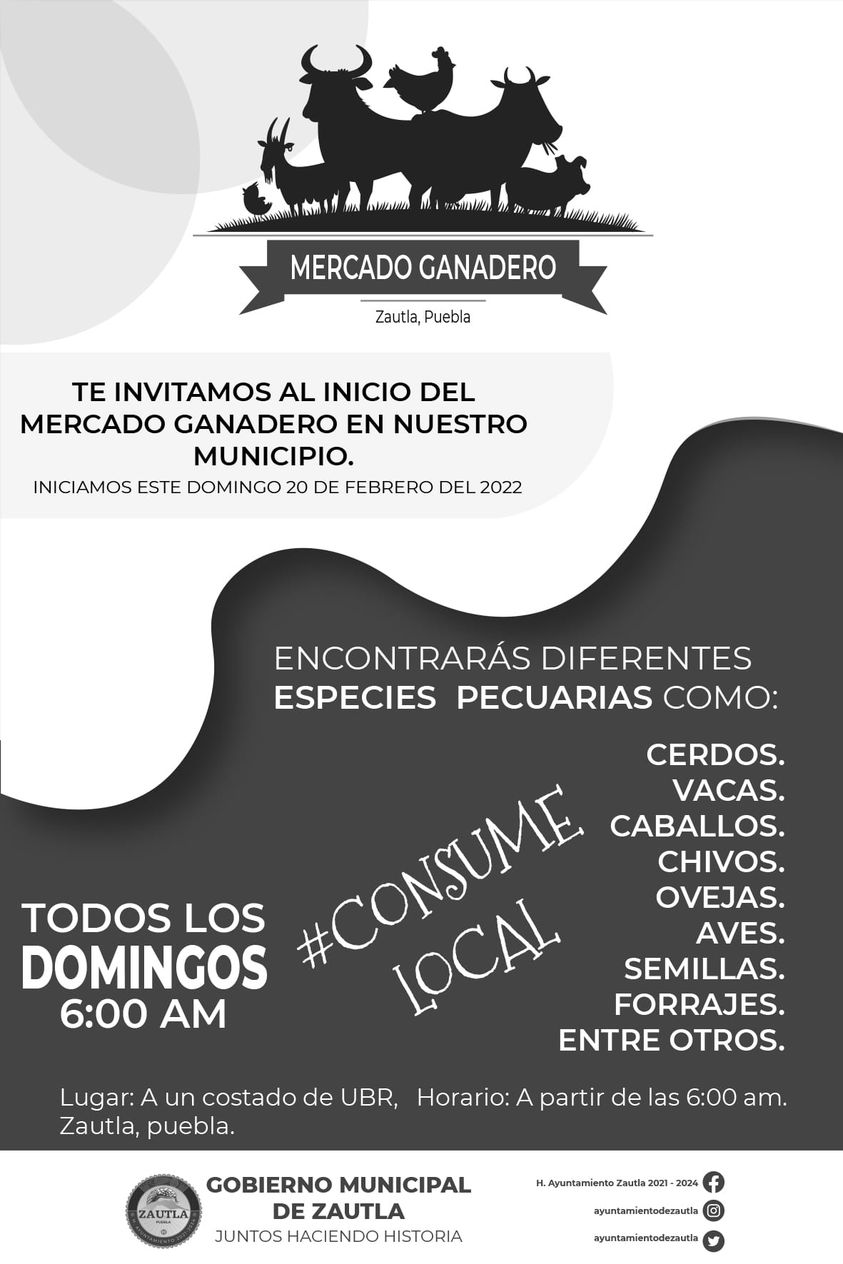 MERCADO GANADERO
Zautla, Puebla
TE INVITAMOS AL INICIO DEL
MERCADO GANADERO EN NUESTRO
MUNICIPIO.
INICIAMOS ESTE DOMINGO 20 DE FEBRERO DEL 2022
ENCONTRARÁS DIFERENTES
ESPECIES PECUARIAS COMO:
CERDOS.
VACAS.
CABALLOS.
CHIVOS.
OVEJAS.
AVES.
SEMILLAS.
FORRAJES.
ENTRE OTROS.
#CONSUME
LOCAL
TODOS LOS
DOMINGOS
6:00 AM
Lugar: A un costado de UBR,
Zautla, puebla.
Horario: A partir de las 6:00 am.
ZAUTLA
PUEBLA
GOBIERNO MUNICIPAL
DE ZAUTLA
JUNTOS HACIENDO HISTORIA
H. Ayuntamiento Zautla 2021 - 2024
ayuntamientodezautla
ayuntamientodezautla